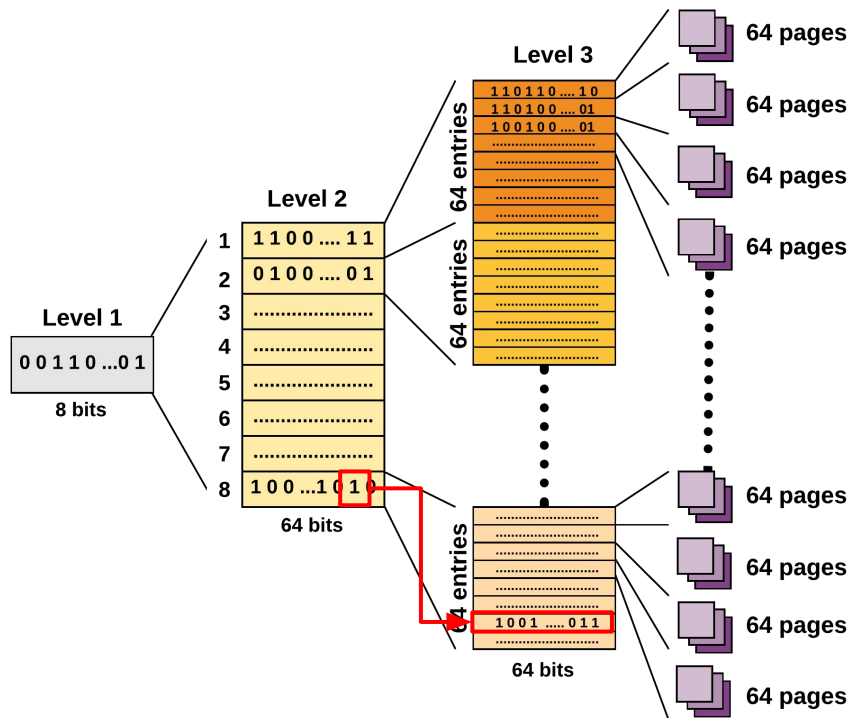 Level 1
0 0 1 1 0 ...0 1
8 bits
Level 2
1
1 1 0 0 .... 1 1
2
0 1 0 0 .... 0 1
3
........................
4
........................
5
........................
6
........................
7
........................
8
1 0 0 ...1 0 1 0
64 bits
Level 3
64 entries
1 1 0 1 1 0 .... 1 0
1 1 0 1 0 0 .... 01
1 0 0 1 0 0 .... 01
..........................
..........................
..........................
..........................
..........................
64 entries
..........................
..........................
..........................
..........................
..........................
..........................
..........................
..........................
64 entries
..........................
..........................
..........................
..........................
..........................
..........................
1 0 0 1 ..... 0 1 1
..........................
64 bits
64 pages
64 pages
64 pages
64 pages
64 pages
64 pages
64 pages
64 pages